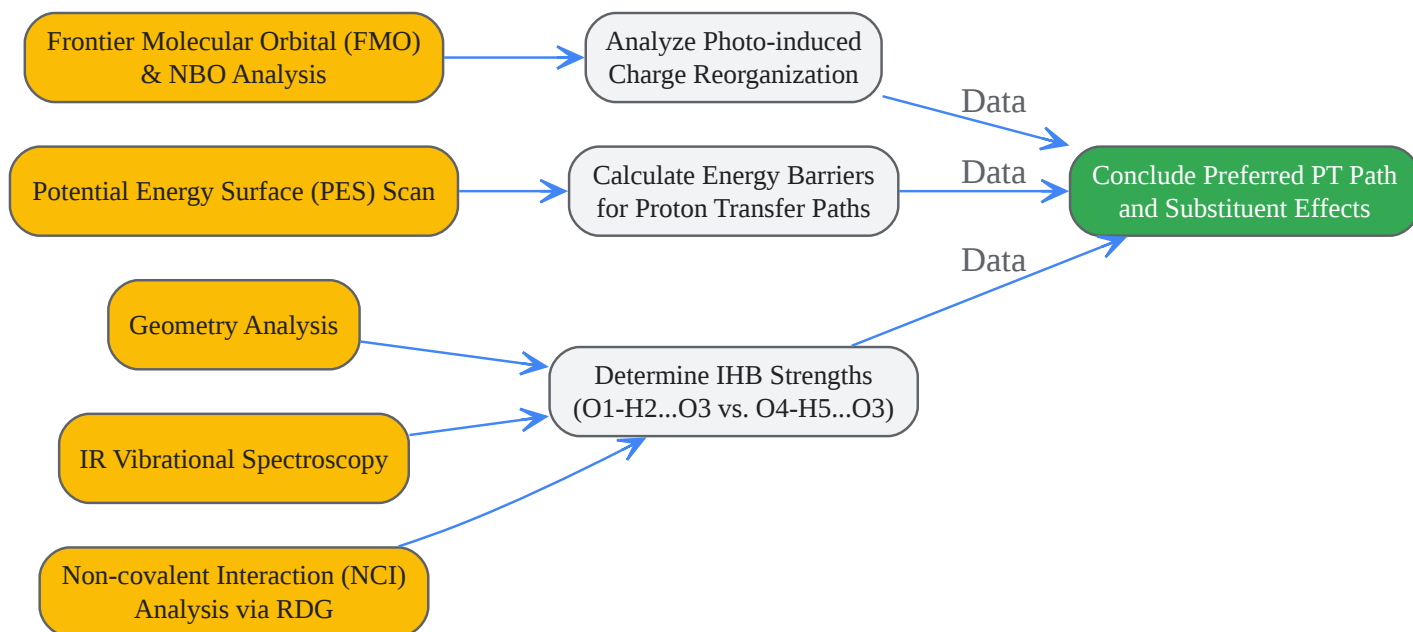 Frontier Molecular Orbital (FMO)
& NBO Analysis
Analyze Photo-induced
Charge Reorganization
Data
Potential Energy Surface (PES) Scan
Calculate Energy Barriers
for Proton Transfer Paths
Data
Conclude Preferred PT Path
and Substituent Effects
Data
Geometry Analysis
Determine IHB Strengths
(O1-H2...O3 vs. O4-H5...O3)
IR Vibrational Spectroscopy
Non-covalent Interaction (NCI)
Analysis via RDG